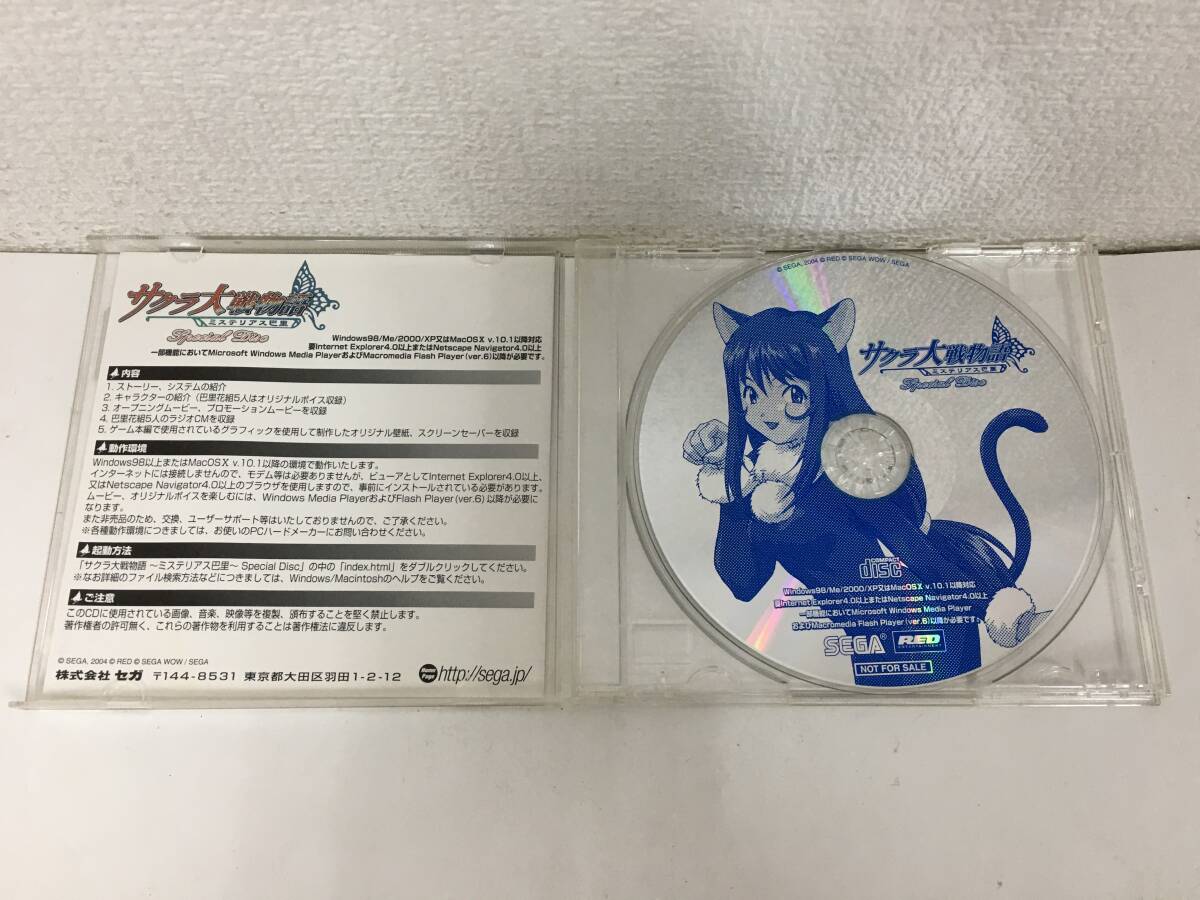 サクラ大戦物語
ミステリアス巴里
Special Disc
Windows98/Me/2000/XP又はMacOSX v.10.1以降対応
要Internet Explorer4.0以上またはNetscape Navigator4.0以上
一部機能においてMicrosoft Windows Media PlayerおよびMacromedia Flash Player(ver.6)以降が必要です。
内容
1. ストーリー、システムの紹介
2. キャラクターの紹介（巴里花組5人はオリジナルボイス収録）
3. オープニングムービー、プロモーションムービーを収録
4. 巴里花組5人のラジオCMを収録
5. ゲーム本編で使用されているグラフィックを使用して制作したオリジナル壁紙、スクリーンセーバーを収録
動作環境
Windows98以上またはMacOSX v.10.1以降の環境で動作いたします。
インターネットには接続しませんので、モデム等は必要ありませんが、ビューアとしてInternet Explorer4.0以上、
又はNetscape Navigator4.0以上のブラウザを使用しますので、事前にインストールされている必要があります。
ムービー、オリジナルボイスを楽しむには、Windows Media PlayerおよびFlash Player(ver.6)以降が必要に
なります。
また非売品のため、交換、ユーザーサポート等はいたしておりませんので、ご了承ください。
※各種動作環境につきましては、お使いのPCハードメーカーにお問い合わせください。
起動方法
「サクラ大戦物語 〜ミステリアス巴里〜 Special Disc」の中の「index.html」をダブルクリックしてください。
※なお詳細のファイル検索方法などにつきましては、Windows/Macintoshのヘルプをご覧ください。
ご注意
このCDに使用されている画像、音楽、映像等を複製、頒布することを堅く禁止します。
著作権者の許可無く、これらの著作物を利用することは著作権法に違反します。
© SEGA, 2004 © RED © SEGA WOW / SEGA
株式会社 セガ 〒144-8531 東京都大田区羽田1-2-12
Home Page http://sega.jp/
© SEGA, 2004 © RED © SEGA WOW / SEGA
サクラ大戦物語
ミステリアス巴里
Special Disc
COMPACT
disc
Windows98/Me/2000/XP又はMacOSX v.10.1以降対応
要Internet Explorer4.0以上またはNetscape Navigator4.0以上
一部機能においてMicrosoft Windows Media Player
およびMacromedia Flash Player(ver.6)以降が必要です。
SEGA® RED
ENTERTAINMENT
NOT FOR SALE